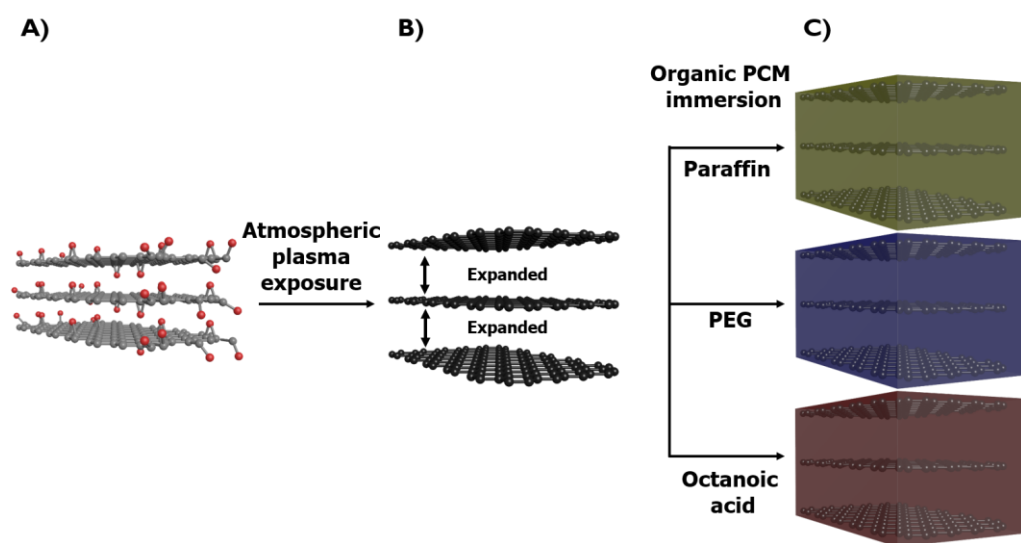 A)
B)
C)
Organic PCM
immersion
Paraffin
Atmospheric
plasma
exposure
Expanded
Expanded
PEG
Octanoic
acid